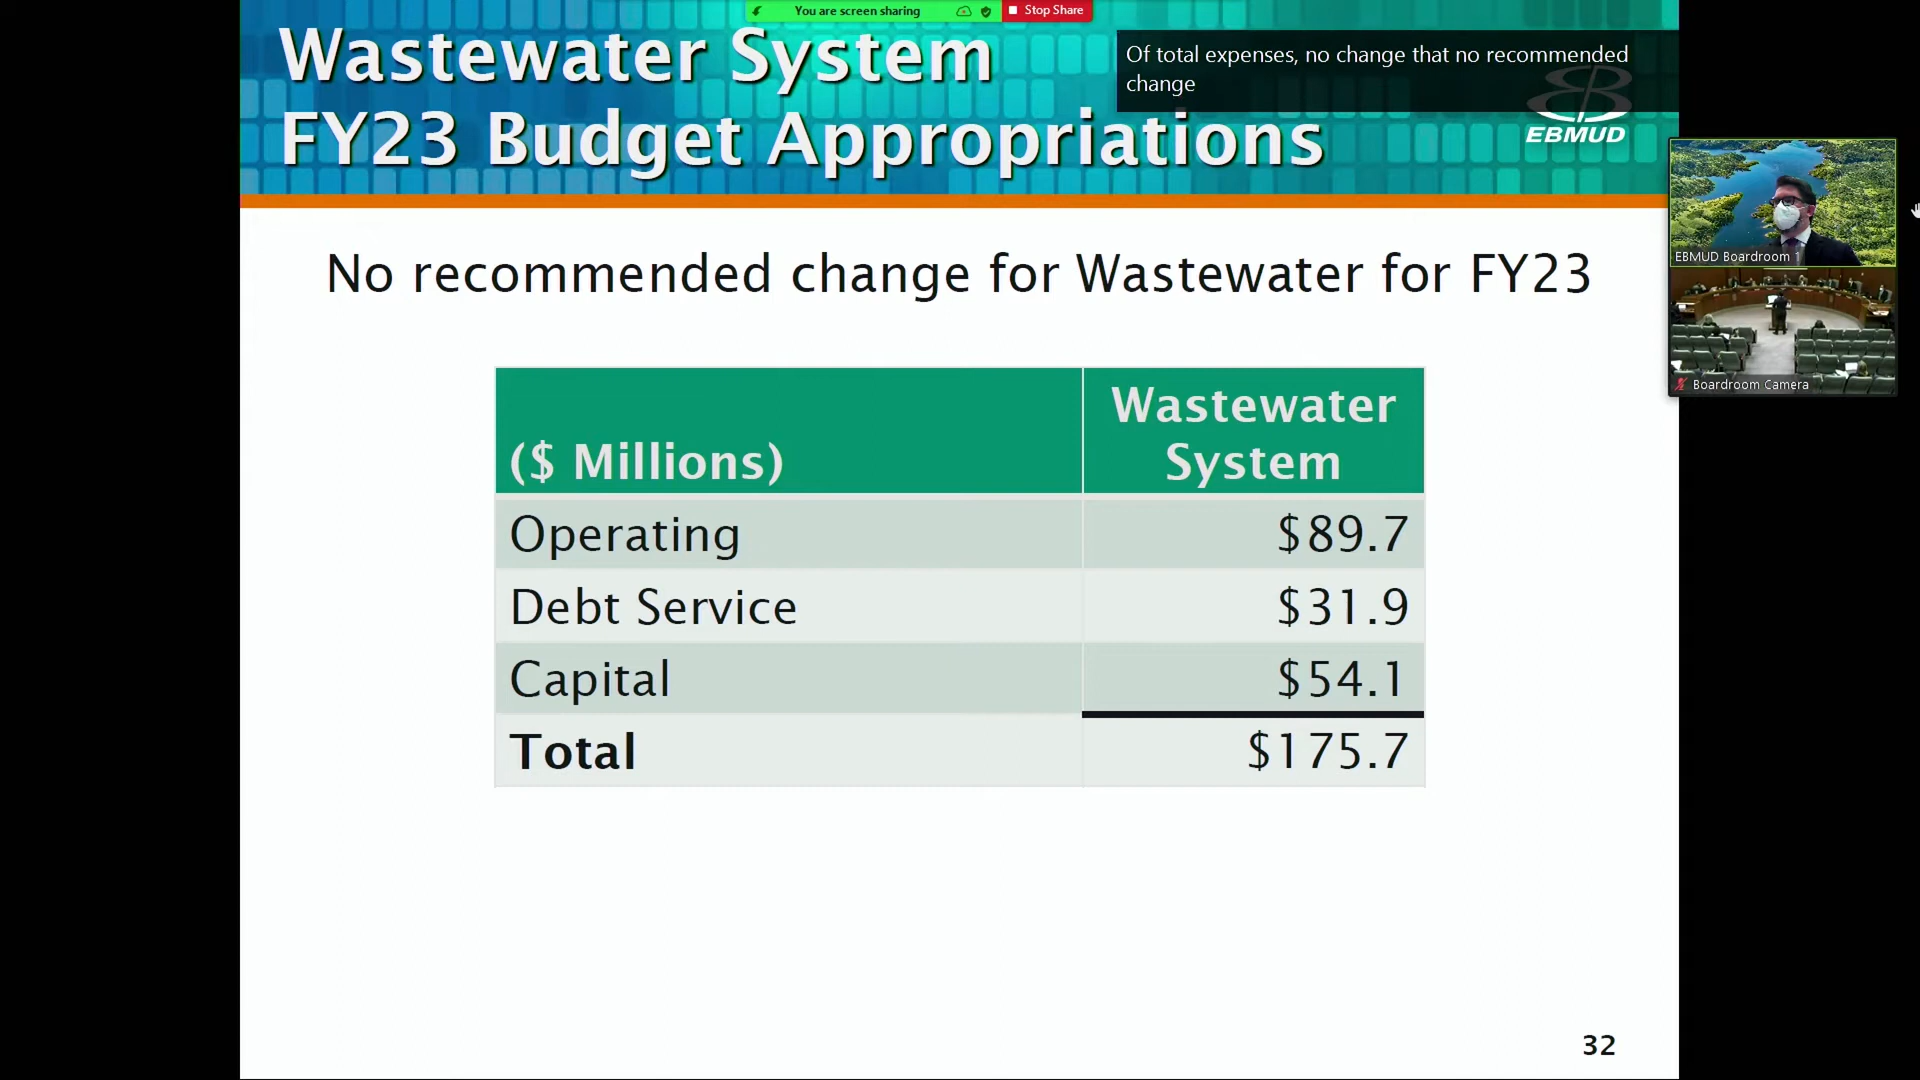 You are screen sharing
Stop Share
Wastewater System
FY23 Budget Appropriations
Of total expenses, no change that no recommended
change
EBMUD
EBMUD Boardroom 1
Boardroom Camera
No recommended change for Wastewater for FY23
($ Millions)
Wastewater
System
Operating
$89.7
Debt Service
$31.9
Capital
$54.1
Total
$175.7
32